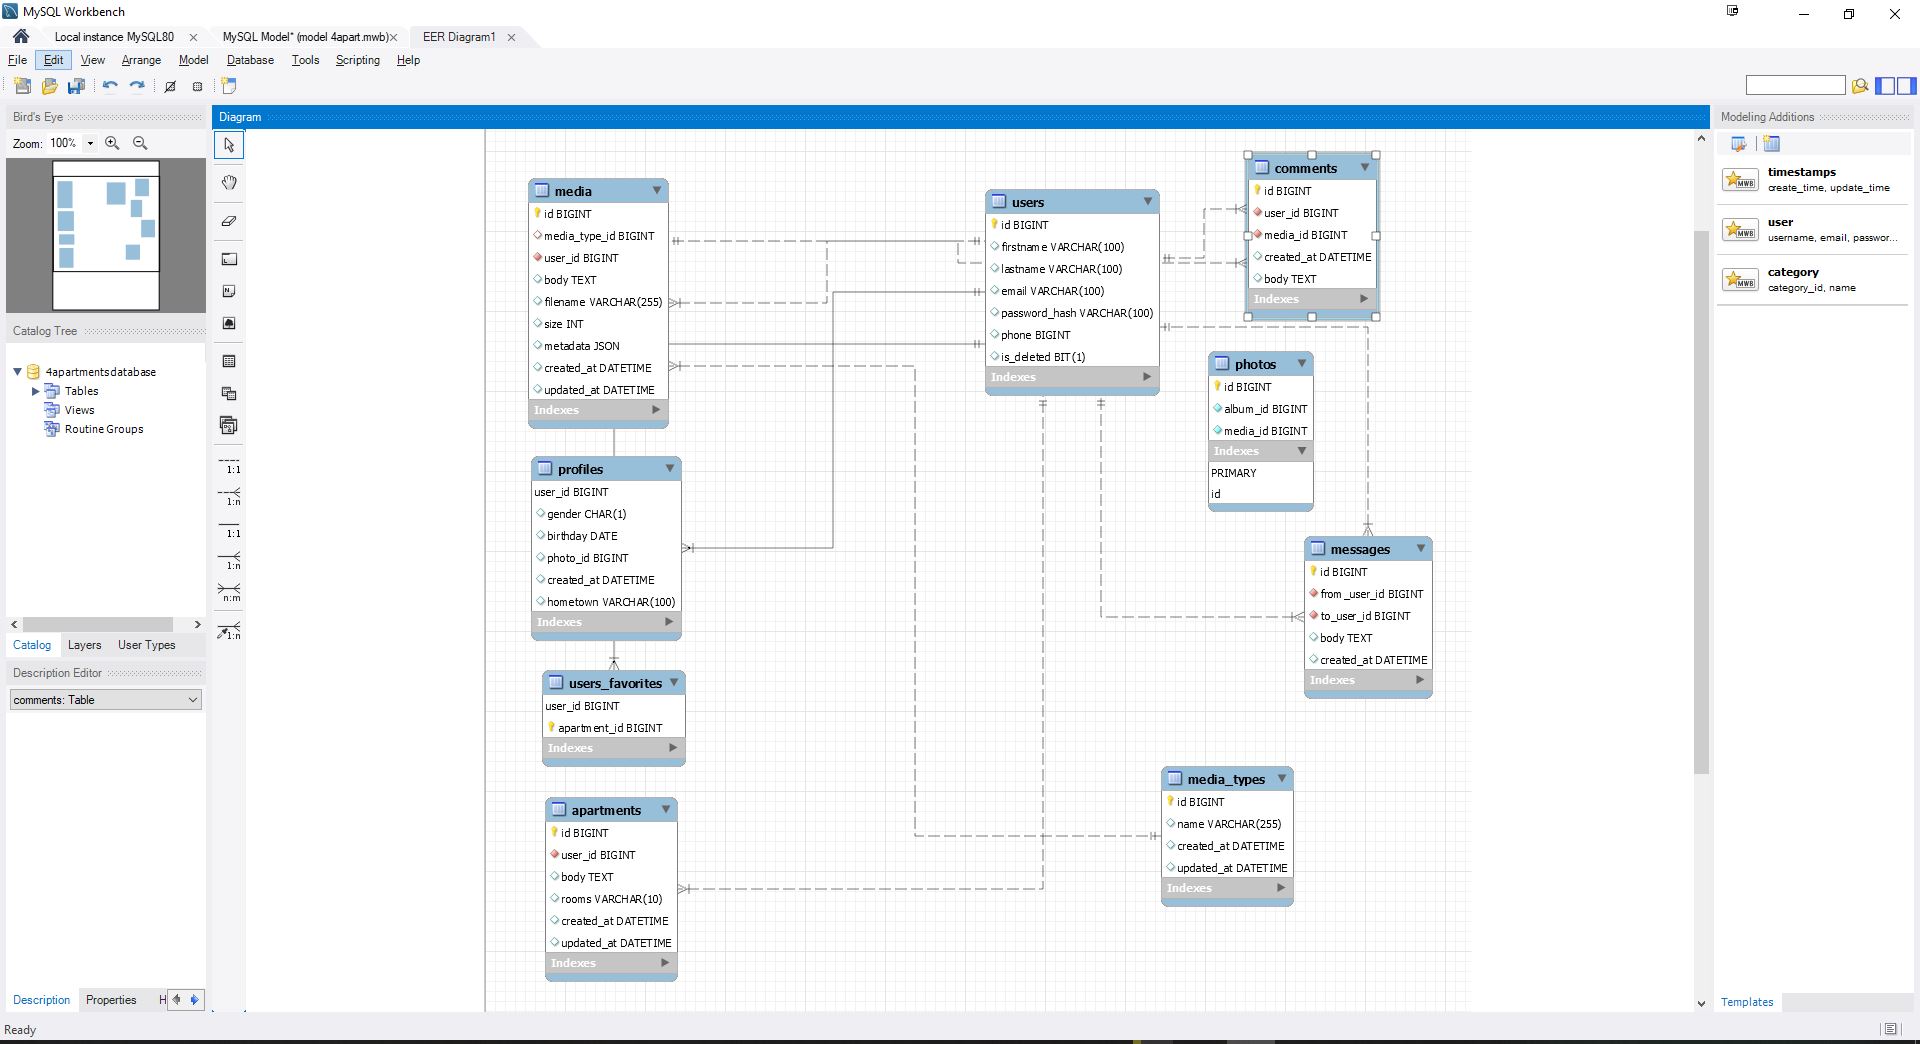 MySQL Workbench
Local instance MySQL80
MySQL Model* (model 4apart.mwb)
EER Diagram1
File Edit View Arrange Model Database Tools Scripting Help
Bird's Eye
Zoom: 100%
Catalog Tree
4apartmentsdatabase
Tables
Views
Routine Groups
Catalog Layers User Types
Description Editor
comments: Table
Description Properties H
Ready
1:1
1:n
1:1
1:n
n:m
1:n
Diagram
media
id BIGINT
media_type_id BIGINT
user_id BIGINT
body TEXT
filename VARCHAR(255)
size INT
metadata JSON
created_at DATETIME
updated_at DATETIME
Indexes
profiles
user_id BIGINT
gender CHAR(1)
birthday DATE
photo_id BIGINT
created_at DATETIME
hometown VARCHAR(100)
Indexes
users_favorites
user_id BIGINT
apartment_id BIGINT
Indexes
apartments
id BIGINT
user_id BIGINT
body TEXT
rooms VARCHAR(10)
created_at DATETIME
updated_at DATETIME
Indexes
users
id BIGINT
firstname VARCHAR(100)
lastname VARCHAR(100)
email VARCHAR(100)
password_hash VARCHAR(100)
phone BIGINT
is_deleted BIT(1)
Indexes
comments
id BIGINT
user_id BIGINT
media_id BIGINT
created_at DATETIME
body TEXT
Indexes
photos
id BIGINT
album_id BIGINT
media_id BIGINT
Indexes
PRIMARY
id
messages
id BIGINT
from_user_id BIGINT
to_user_id BIGINT
body TEXT
created_at DATETIME
Indexes
media_types
id BIGINT
name VARCHAR(255)
created_at DATETIME
updated_at DATETIME
Indexes
Modeling Additions
MWB
timestamps
create_time, update_time
MWB
user
username, email, passwor...
MWB
category
category_id, name
Templates